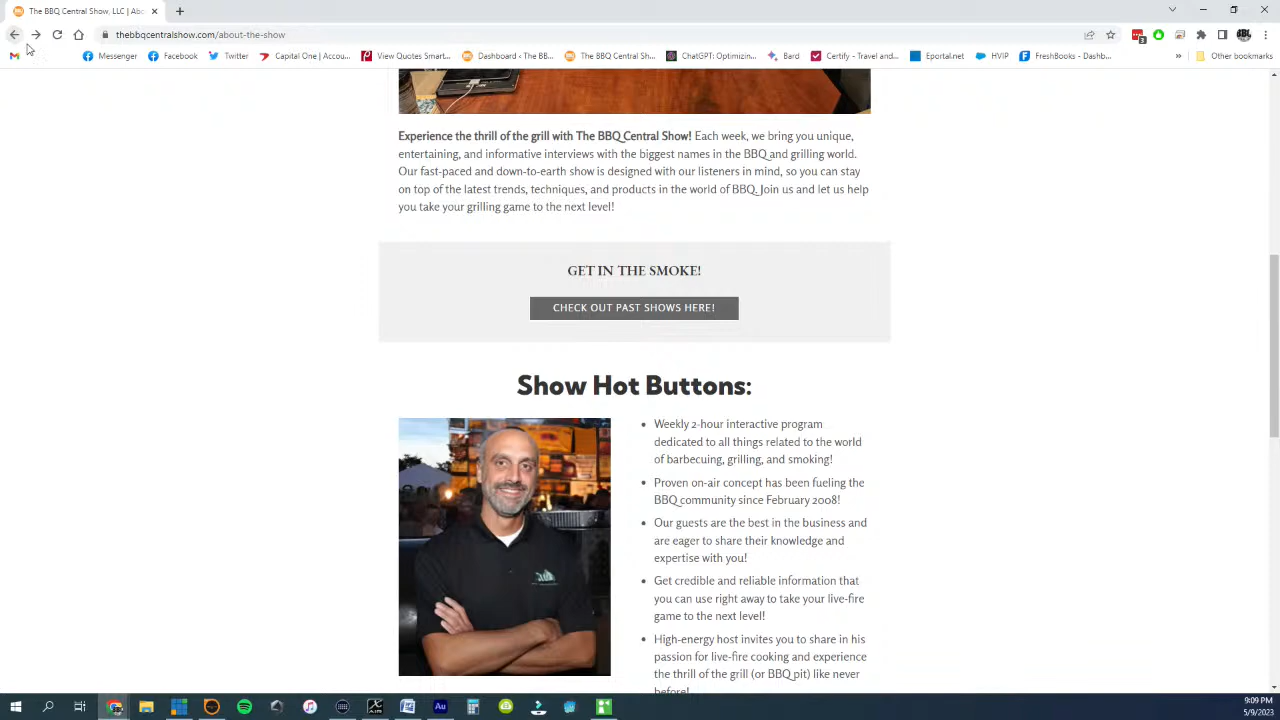 The BBQ Central Show, LLC | Abo
thebbqcentralshow.com/about-the-show
3
Messenger
Facebook
Twitter
Capital One | Accou...
View Quotes Smart...
Dashboard ‹ The BB...
The BBQ Central Sh...
ChatGPT: Optimizin...
Bard
Certify - Travel and...
Eportal.net
HVIP
FreshBooks - Dashb...
»
Other bookmarks
Experience the thrill of the grill with The BBQ Central Show! Each week, we bring you unique,
entertaining, and informative interviews with the biggest names in the BBQ and grilling world.
Our fast-paced and down-to-earth show is designed with our listeners in mind, so you can stay
on top of the latest trends, techniques, and products in the world of BBQ. Join us and let us help
you take your grilling game to the next level!
GET IN THE SMOKE!
CHECK OUT PAST SHOWS HERE!
Show Hot Buttons:
• Weekly 2-hour interactive program
dedicated to all things related to the world
of barbecuing, grilling, and smoking!
• Proven on-air concept has been fueling the
BBQ community since February 2008!
• Our guests are the best in the business and
are eager to share their knowledge and
expertise with you!
• Get credible and reliable information that
you can use right away to take your live-fire
game to the next level!
• High-energy host invites you to share in his
passion for live-fire cooking and experience
the thrill of the grill (or BBQ pit) like never
before!
9:09 PM
5/9/2023